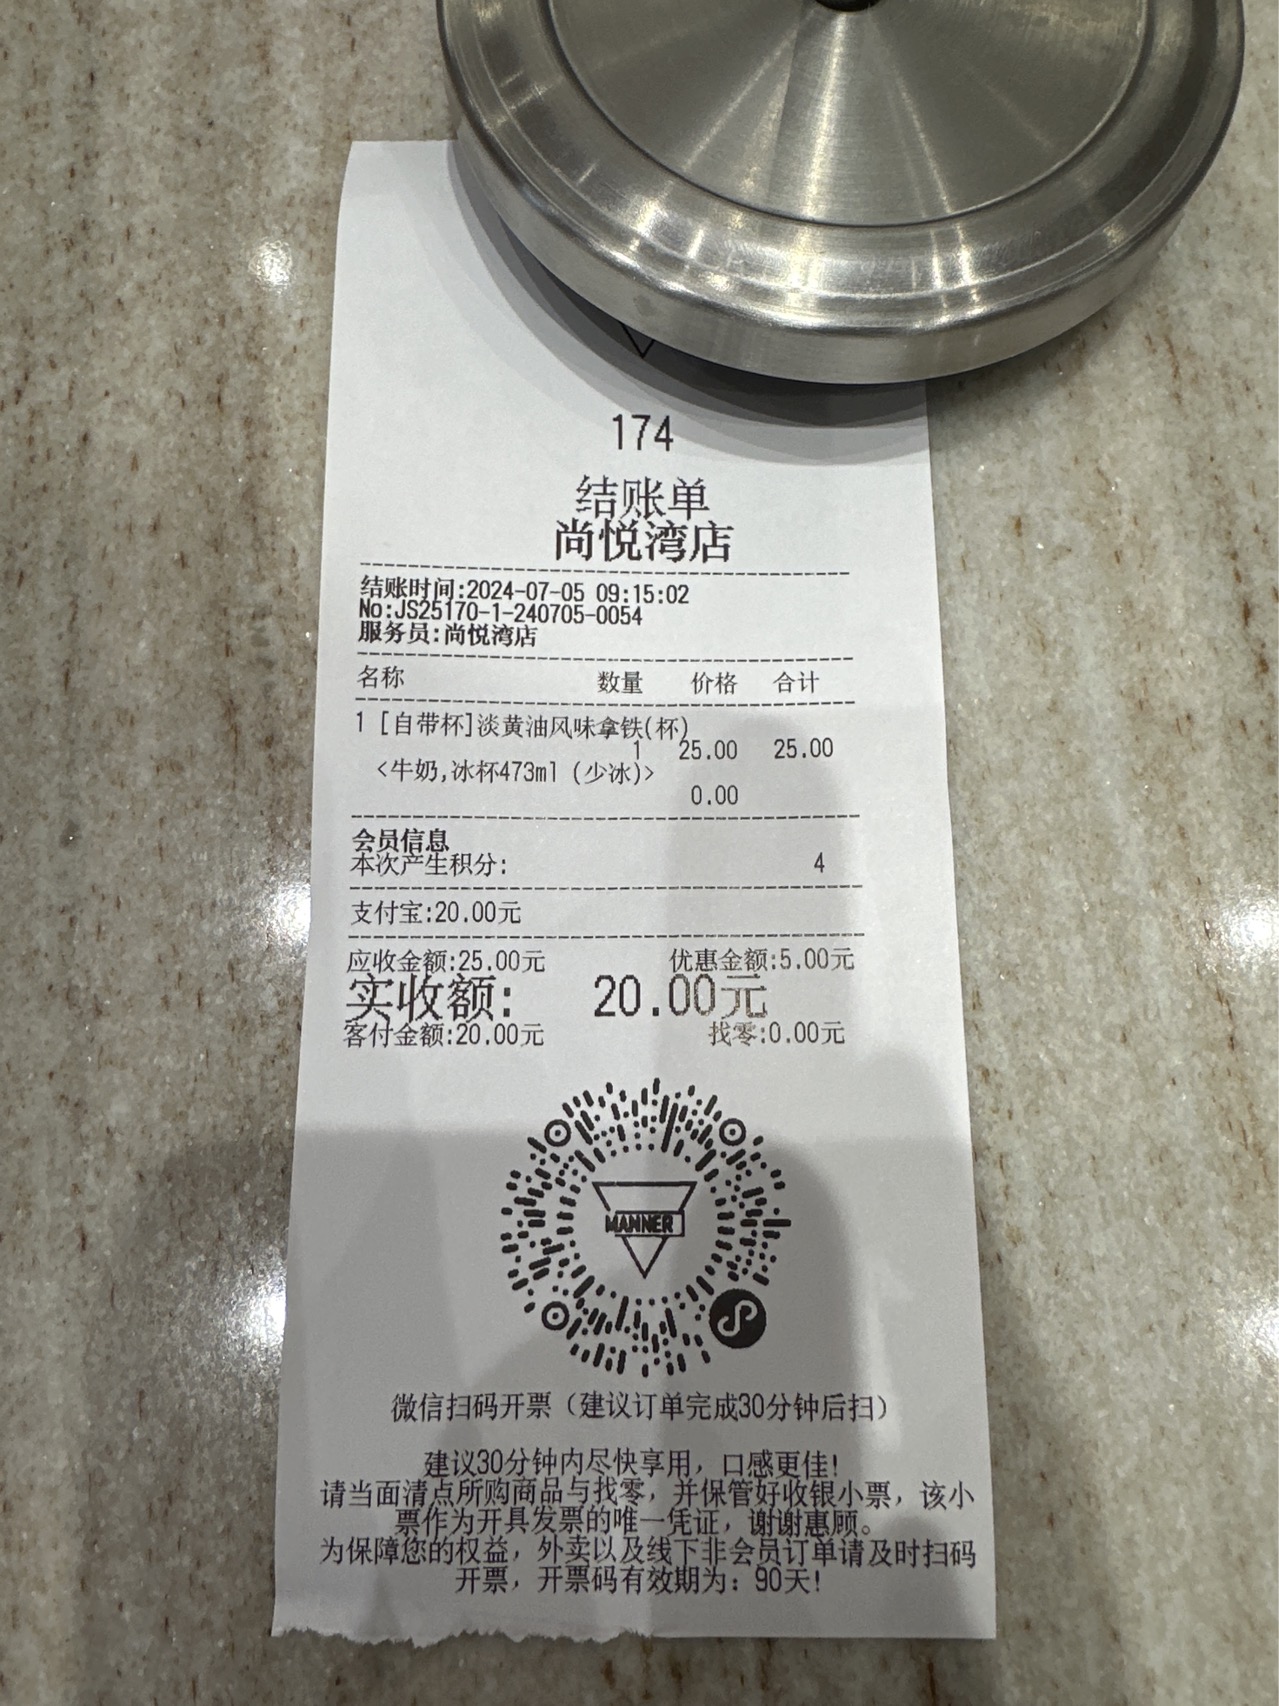 174
结账单
尚悦湾店
结账时间:2024-07-05 09:15:02
No:JS25170-1-240705-0054
服务员:尚悦湾店
名称 数量 价格 合计
1 [自带杯]淡黄油风味拿铁(杯)
1 25.00 25.00
<牛奶,冰杯473ml (少冰)>
0.00
会员信息
本次产生积分: 4
支付宝:20.00元
应收金额:25.00元 优惠金额:5.00元
实收额: 20.00元
客付金额:20.00元 找零:0.00元
MANNER
微信扫码开票（建议订单完成30分钟后扫）
建议30分钟内尽快享用，口感更佳!
请当面清点所购商品与找零，并保管好收银小票，该小
票作为开具发票的唯一凭证，谢谢惠顾。
为保障您的权益，外卖以及线下非会员订单请及时扫码
开票，开票码有效期为：90天!